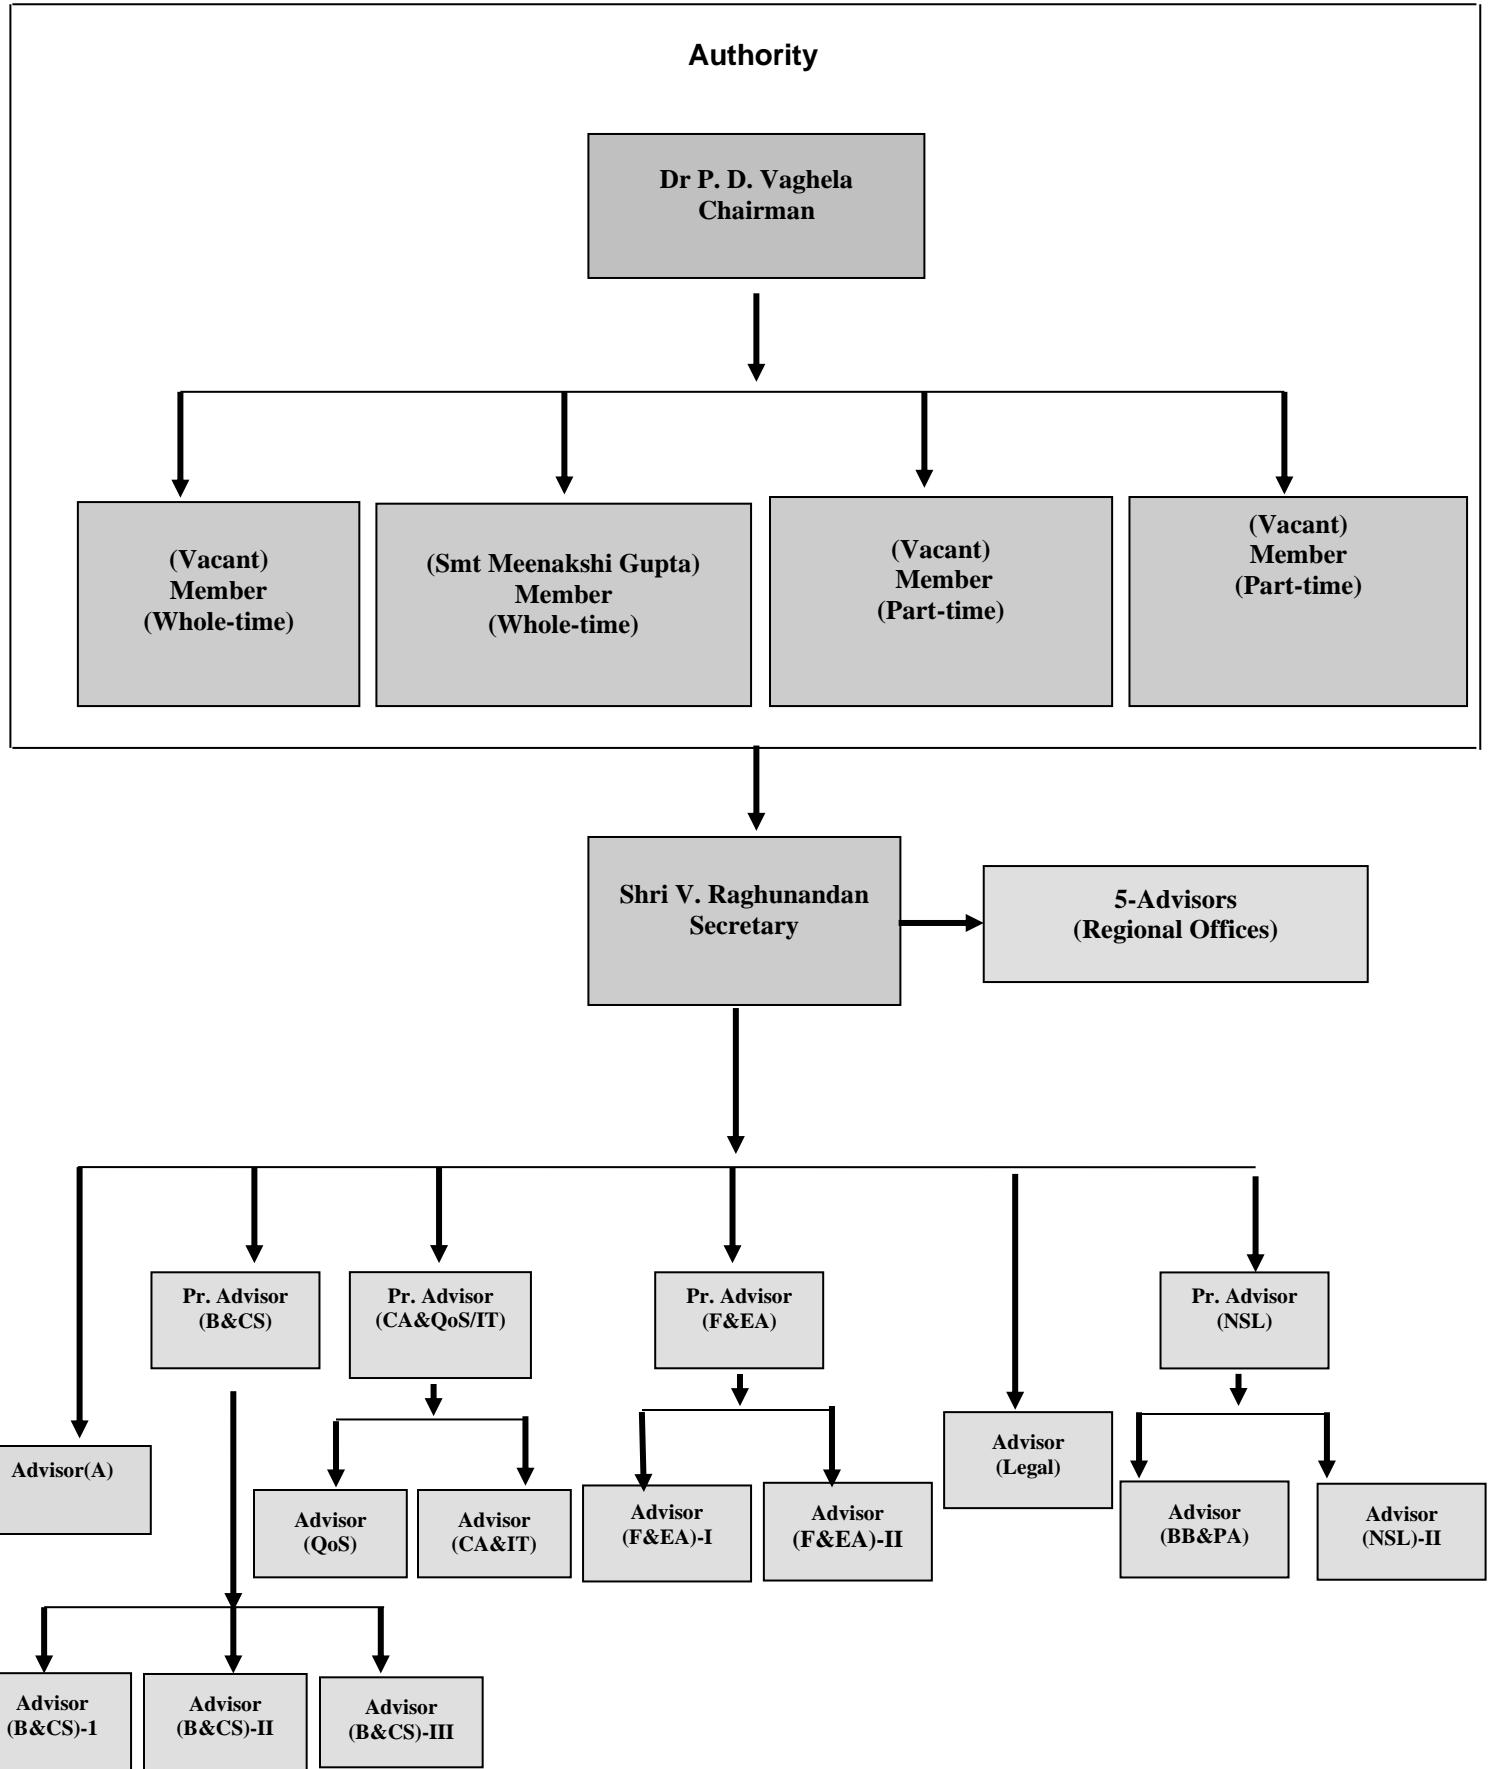 Authority
Dr P. D. Vaghela
Chairman
(Vacant)
Member
(Whole-time)
(Smt Meenakshi Gupta)
Member
(Whole-time)
(Vacant)
Member
(Part-time)
(Vacant)
Member
(Part-time)
Shri V. Raghunandan
Secretary
5-Advisors
(Regional Offices)
Pr. Advisor
(B&CS)
Pr. Advisor
(CA&QoS/IT)
Pr. Advisor
(F&EA)
Pr. Advisor
(NSL)
Advisor(A)
Advisor
(QoS)
Advisor
(CA&IT)
Advisor
(F&EA)-I
Advisor
(F&EA)-II
Advisor
(Legal)
Advisor
(BB&PA)
Advisor
(NSL)-II
Advisor
(B&CS)-1
Advisor
(B&CS)-II
Advisor
(B&CS)-III